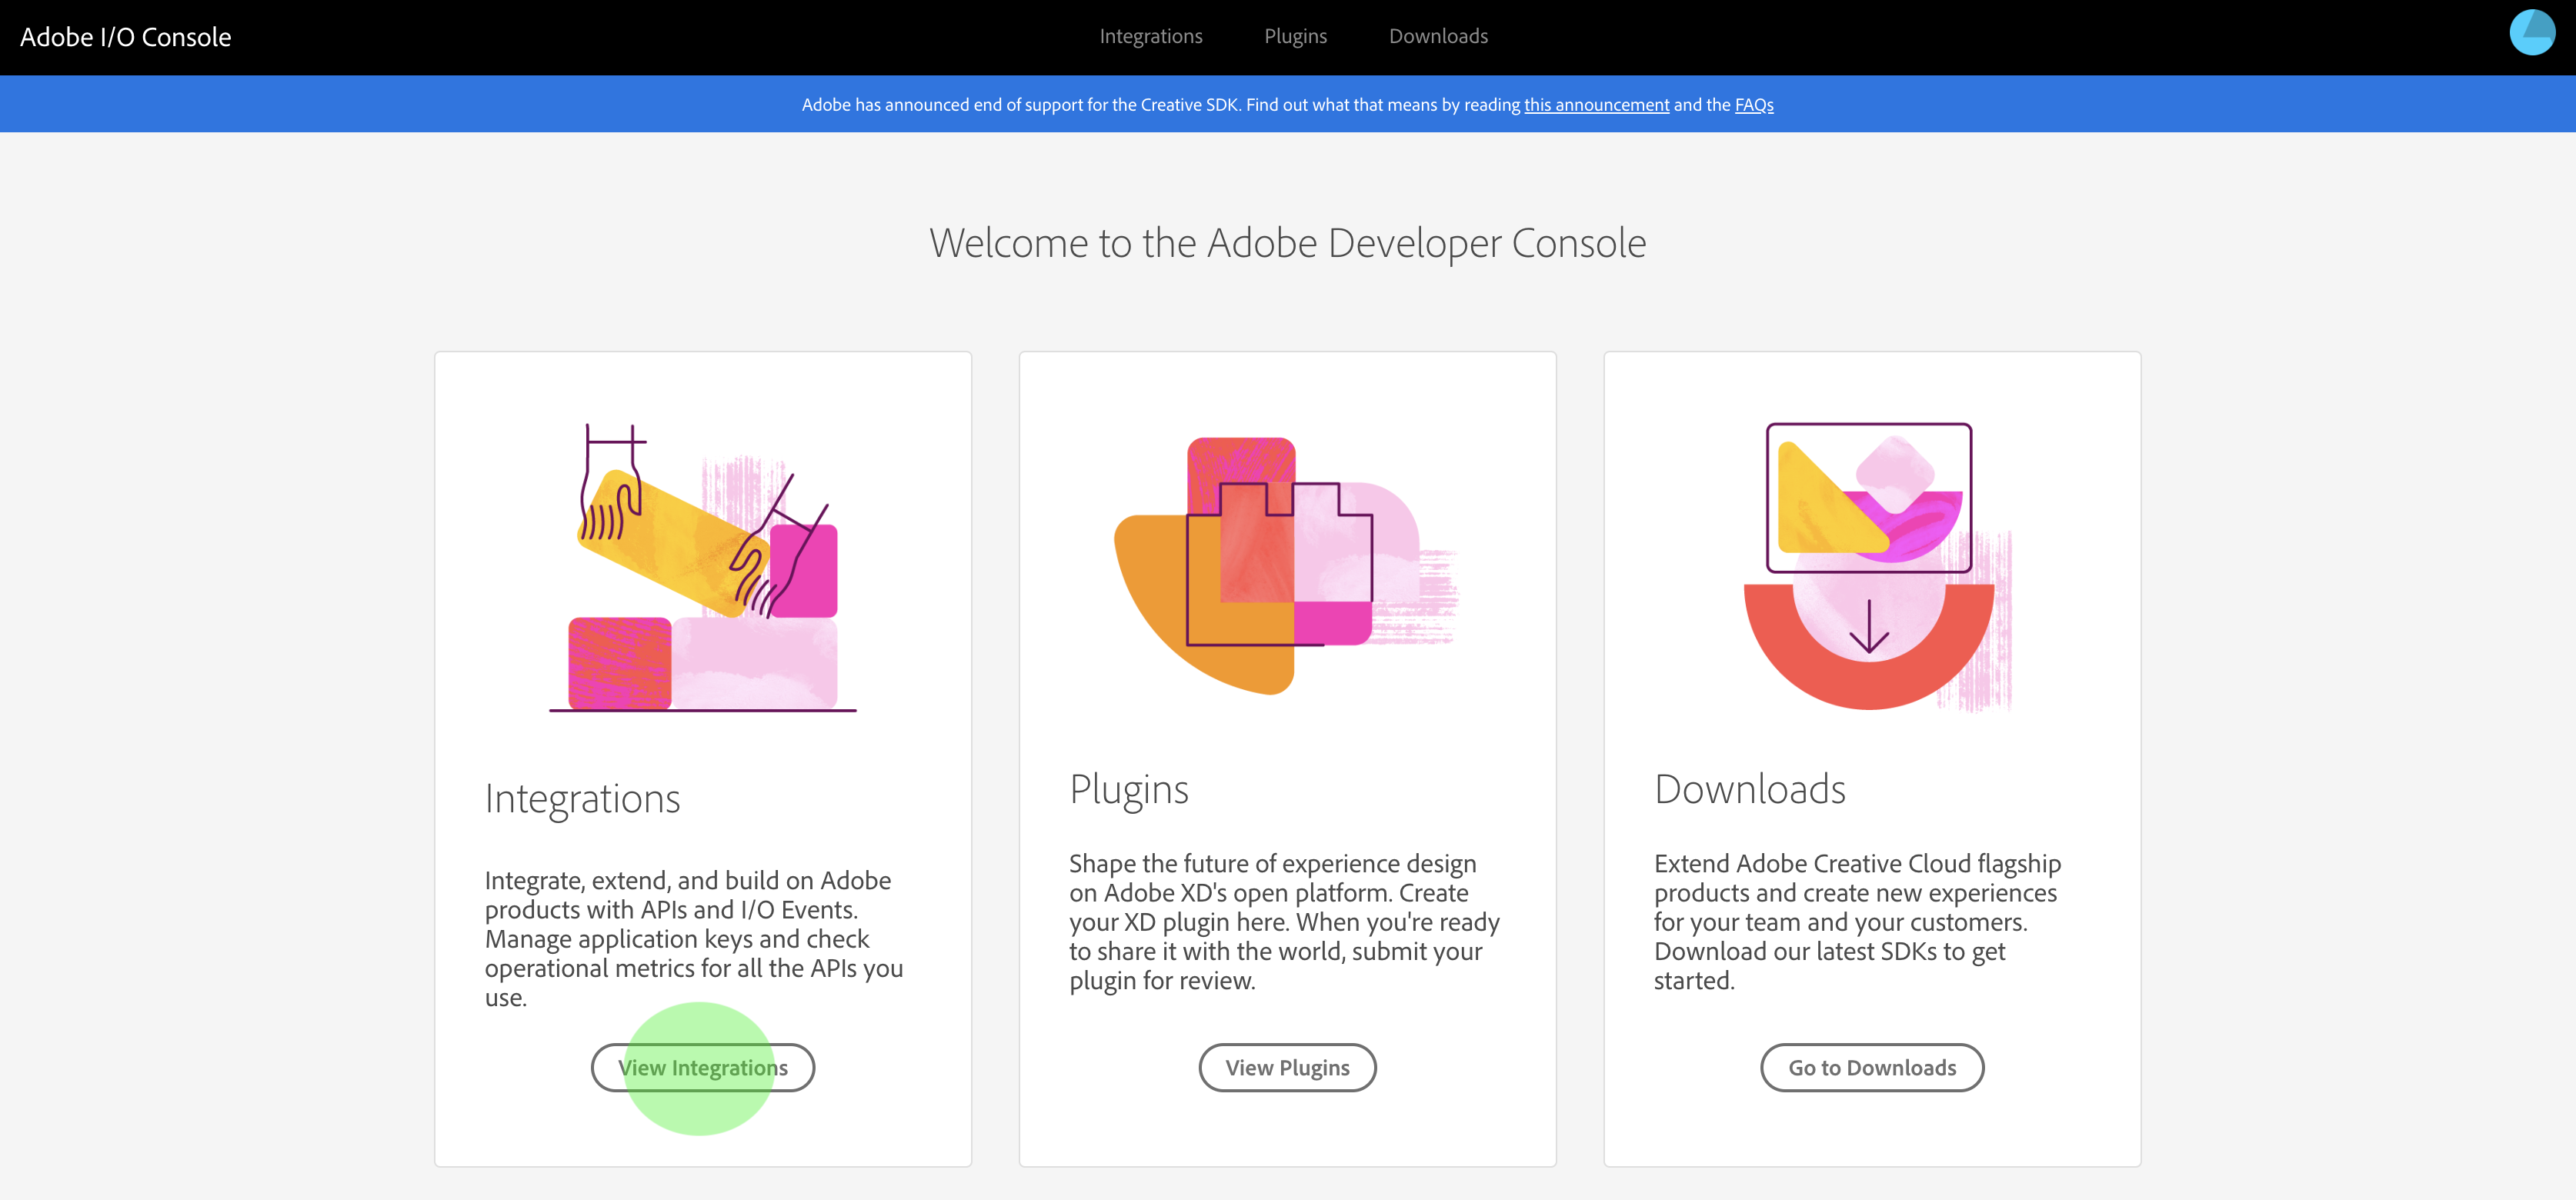 Adobe I/O Console
Integrations
Plugins
Downloads
Adobe has announced end of support for the Creative SDK. Find out what that means by reading this announcement and the FAQs
Welcome to the Adobe Developer Console
Integrations
Integrate, extend, and build on Adobe
products with APIs and I/O Events.
Manage application keys and check
operational metrics for all the APIs you
use.
View Integrations
Plugins
Shape the future of experience design
on Adobe XD's open platform. Create
your XD plugin here. When you're ready
to share it with the world, submit your
plugin for review.
View Plugins
Downloads
Extend Adobe Creative Cloud flagship
products and create new experiences
for your team and your customers.
Download our latest SDKs to get
started.
Go to Downloads